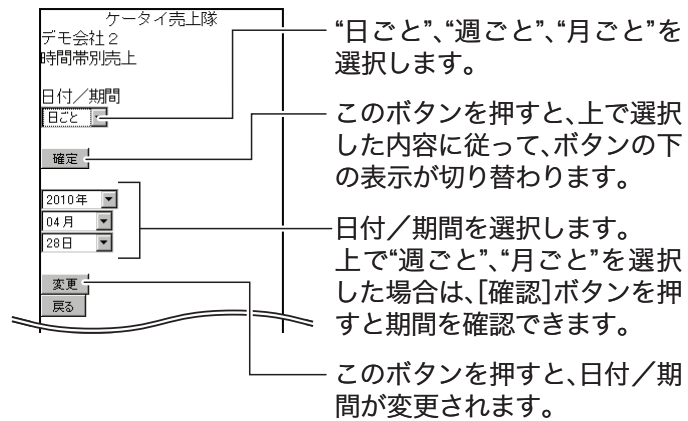 ケータイ売上隊
デモ会社2
時間帯別売上
日付／期間
日ごと
確定
2010年
04月
28日
変更
戻る
“日ごと”、“週ごと”、“月ごと”を
選択します。
このボタンを押すと、上で選択
した内容に従って、ボタンの下
の表示が切り替わります。
日付／期間を選択します。
上で“週ごと”、“月ごと”を選択
した場合は、[確認]ボタンを押
すと期間を確認できます。
このボタンを押すと、日付／期
間が変更されます。